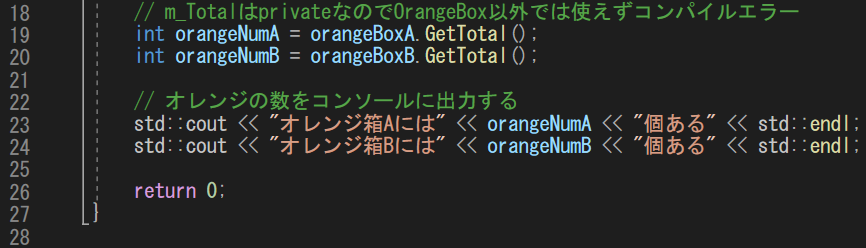 18 // m_TotalはprivateなのでOrangeBox以外では使えずコンパイルエラー
19 int orangeNumA = orangeBoxA.GetTotal();
20 int orangeNumB = orangeBoxB.GetTotal();
21
22 // オレンジの数をコンソールに出力する
23 std::cout << "オレンジ箱Aには" << orangeNumA << "個ある" << std::endl;
24 std::cout << "オレンジ箱Bには" << orangeNumB << "個ある" << std::endl;
25
26 return 0;
27 }
28